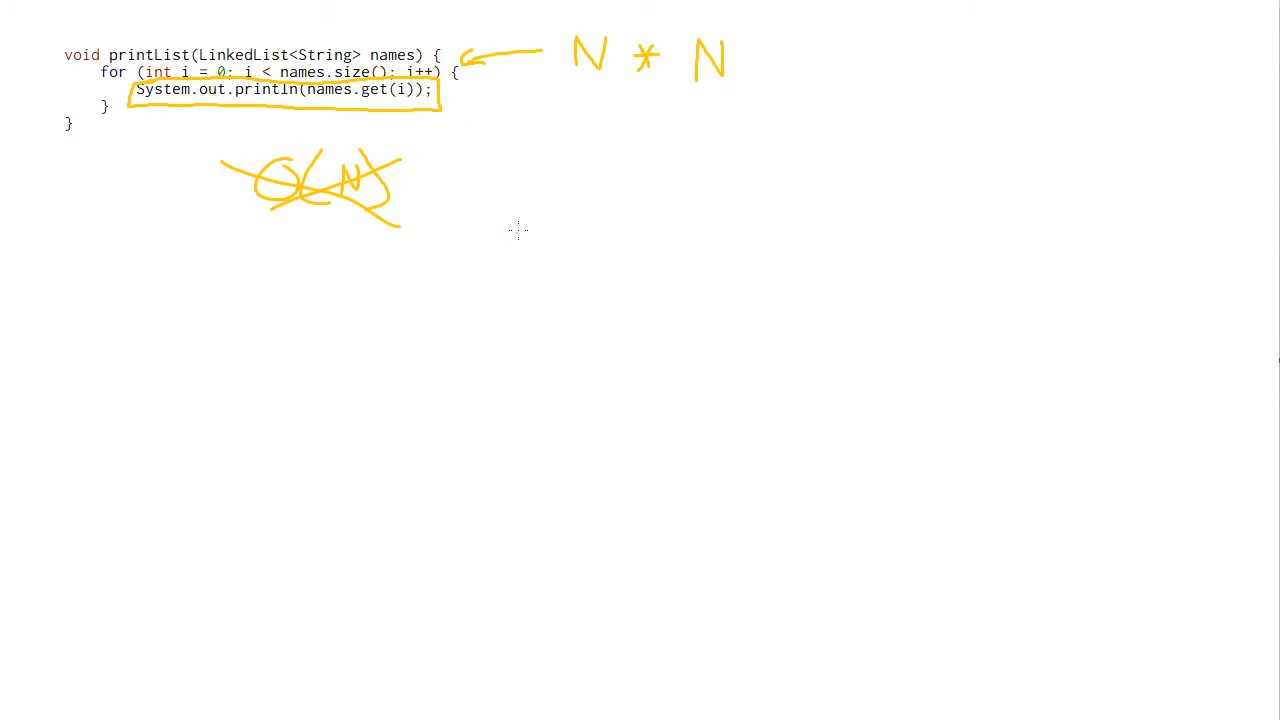 void printList(LinkedList<String> names) {
for (int i = 0; i < names.size(); i++) {
System.out.println(names.get(i));
}
}
N * N
O(N)